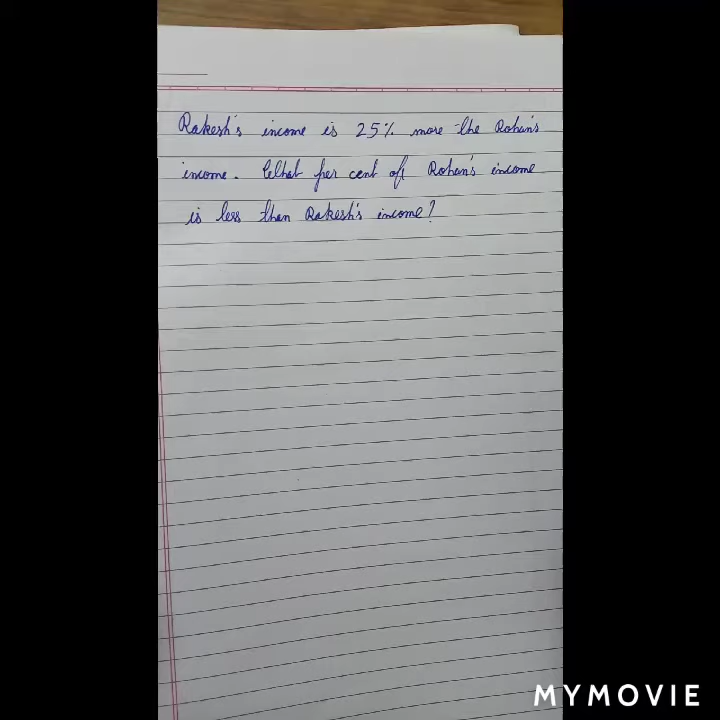 Rakesh's income is 25% more the Rohan's
income. What per cent of Rohan's income
is less than Rakesh's income?
MYMOVIE